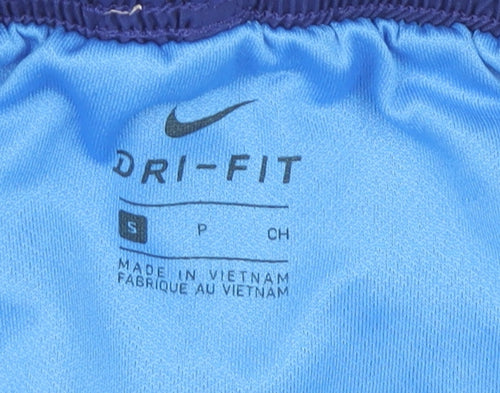 DRI-FIT
S P CH
MADE IN VIETNAM
FABRIQUE AU VIETNAM